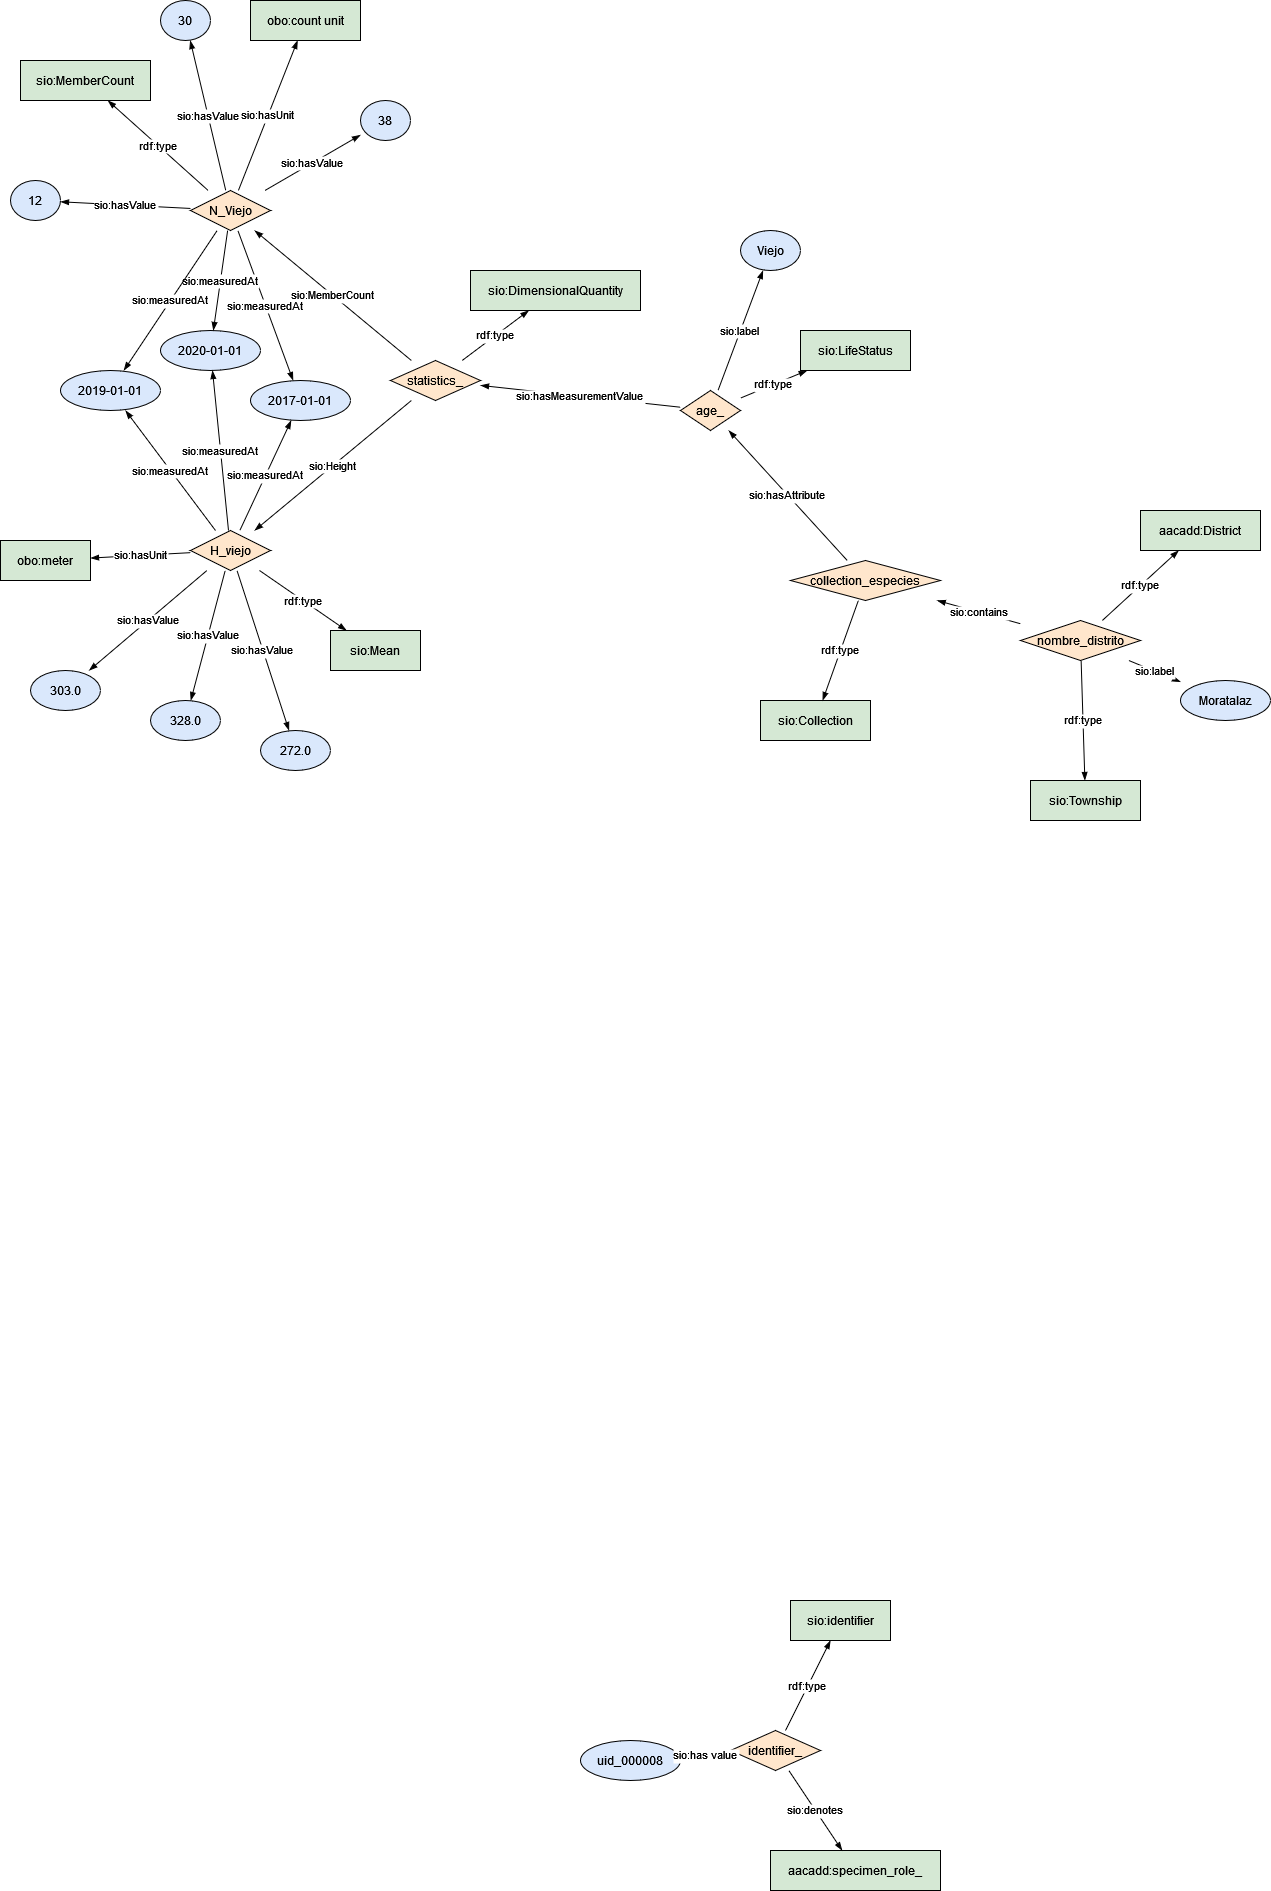 30
obo:count unit
sio:MemberCount
sio:hasValue
sio:hasUnit
38
rdf:type
sio:hasValue
12
sio:hasValue
N_Viejo
Viejo
sio:measuredAt
sio:measuredAt
sio:measuredAt
sio:MemberCount
sio:DimensionalQuantity
sio:label
rdf:type
sio:LifeStatus
2020-01-01
2019-01-01
2017-01-01
statistics_
rdf:type
sio:hasMeasurementValue
age_
sio:measuredAt
sio:measuredAt
sio:measuredAt
sio:Height
sio:hasAttribute
aacadd:District
obo:meter
sio:hasUnit
H_viejo
collection_especies
rdf:type
sio:hasValue
sio:hasValue
sio:hasValue
rdf:type
sio:contains
nombre_distrito
sio:Mean
rdf:type
sio:label
303.0
328.0
272.0
sio:Collection
rdf:type
Moratalaz
sio:Township
sio:identifier
rdf:type
uid_000008
sio:has value
identifier_
sio:denotes
aacadd:specimen_role_